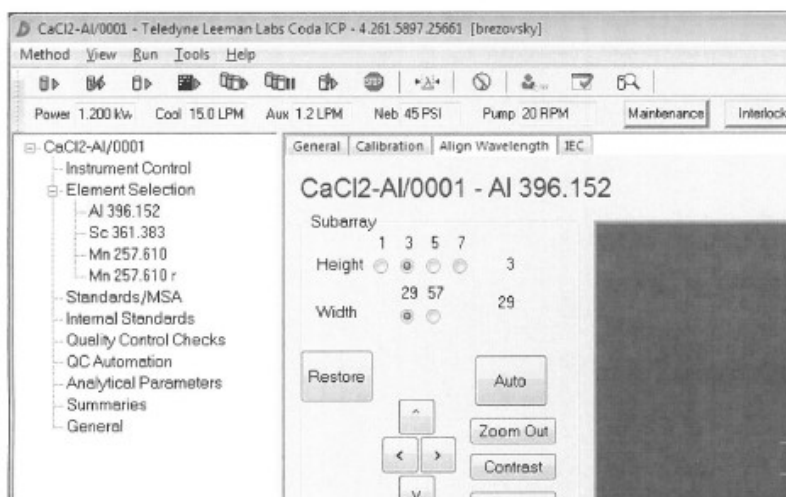 CaCl2-Al/0001 - Teledyne Leeman Labs Coda ICP - 4.261.5897.25661 [brezovsky]
Method View Run Tools Help
Power 1.200 kW Cool 15.0 LPM Aux 1.2 LPM Neb 45 PSI Pump 20 RPM Maintenance Interlock
CaCl2-Al/0001
Instrument Control
Element Selection
Al 396.152
Sc 361.383
Mn 257.610
Mn 257.610 r
Standards/MSA
Internal Standards
Quality Control Checks
QC Automation
Analytical Parameters
Summaries
General
General Calibration Align Wavelength IEC
CaCl2-Al/0001 - Al 396.152
Subarray
1 3 5 7
Height 3
29 57
Width 29
Restore Auto
Zoom Out
Contrast